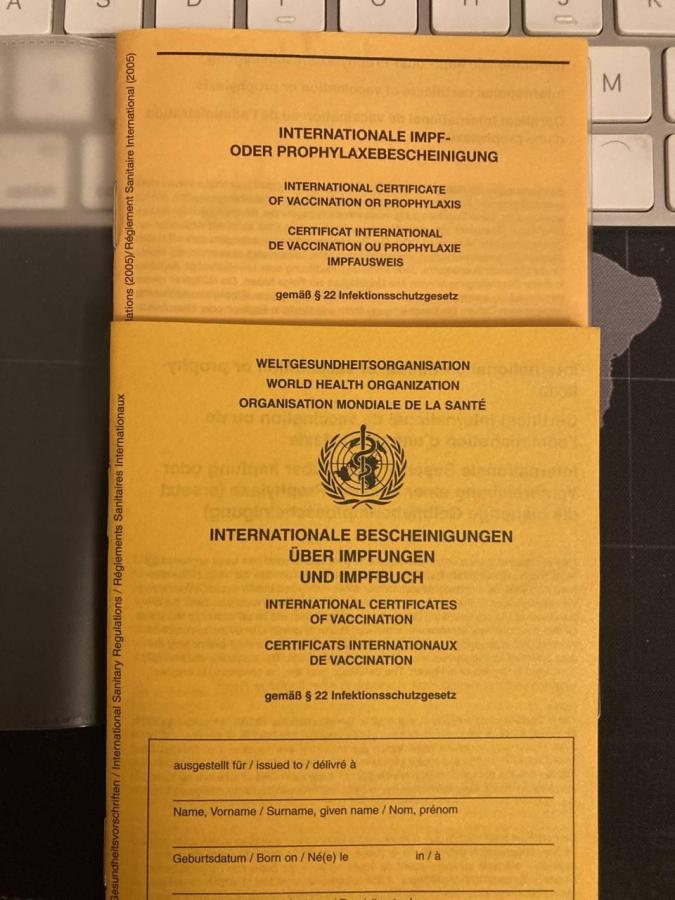 A S D F G H J K
M
INTERNATIONALE IMPF-
ODER PROPHYLAXEBESCHEINIGUNG
INTERNATIONAL CERTIFICATE
OF VACCINATION OR PROPHYLAXIS
CERTIFICAT INTERNATIONAL
DE VACCINATION OU PROPHYLAXIE
IMPFAUSWEIS
gemäß § 22 Infektionsschutzgesetz
(2005)/ Réglement Sanitaire International (2005)
WELTGESUNDHEITSORGANISATION
WORLD HEALTH ORGANIZATION
ORGANISATION MONDIALE DE LA SANTÉ
INTERNATIONALE BESCHEINIGUNGEN
ÜBER IMPFUNGEN
UND IMPFBUCH
INTERNATIONAL CERTIFICATES
OF VACCINATION
CERTIFICATS INTERNATIONAUX
DE VACCINATION
gemäß § 22 Infektionsschutzgesetz
ausgestellt für / issued to / délivré à
Name, Vorname / Surname, given name / Nom, prénom
Geburtsdatum / Born on / Né(e) le in / à
Gesundheitsvorschriften / International Sanitary Regulations / Réglements Sanitaires Internationaux